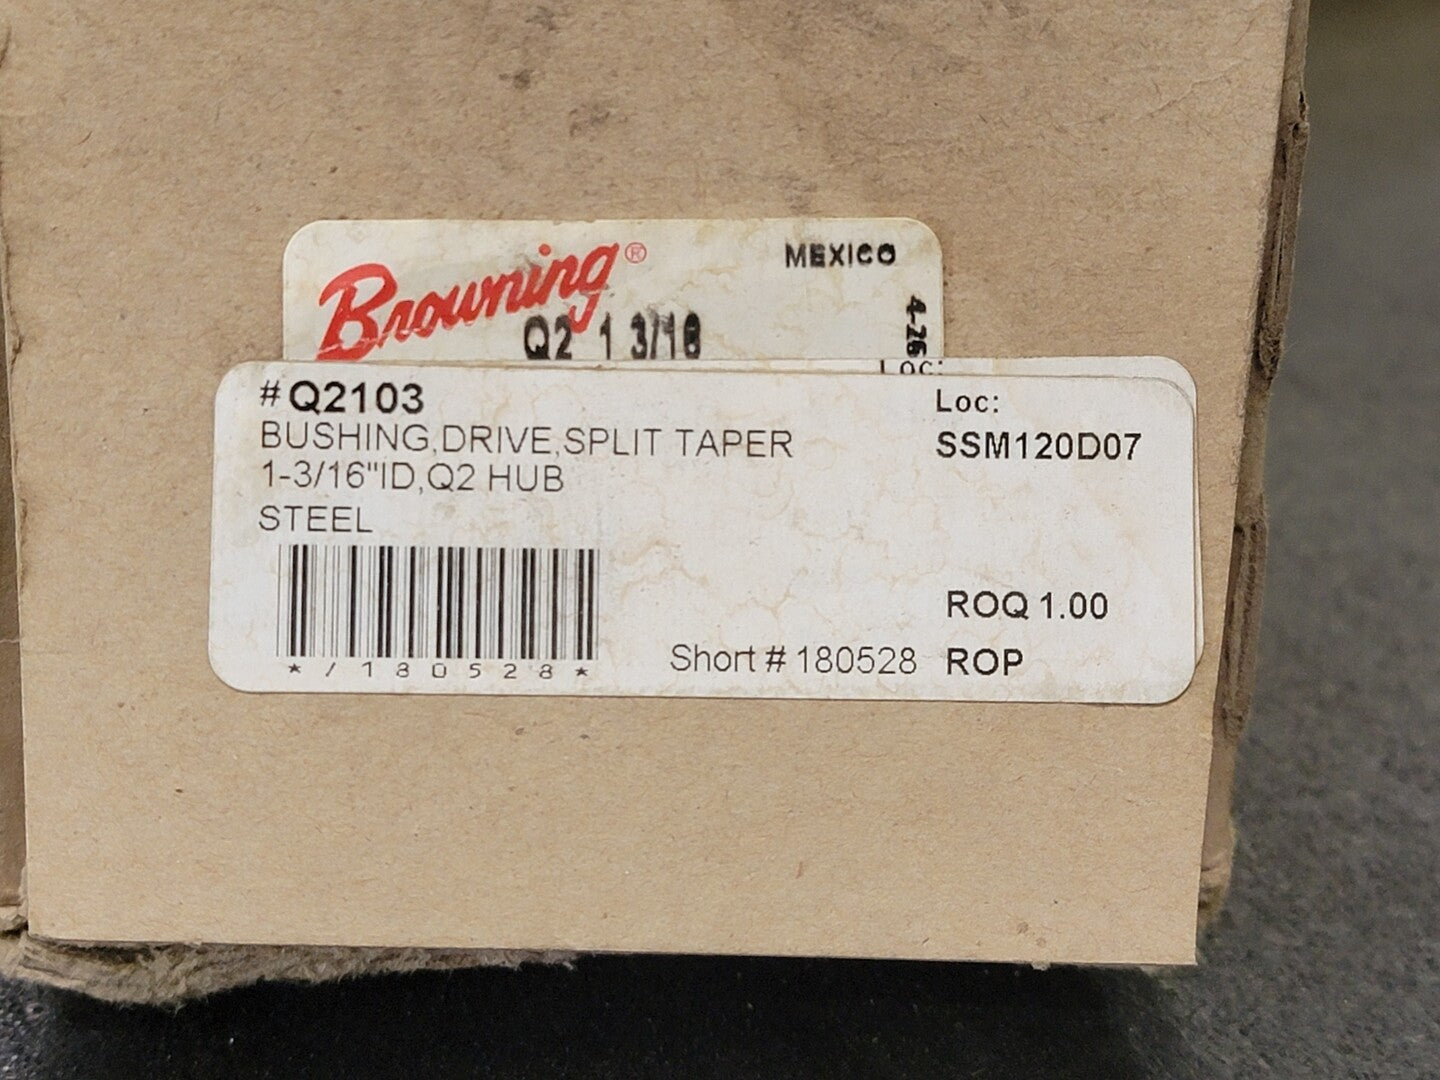 Browning®
MEXICO
Q2 1 3/16
4-26
Loc:
#Q2103
BUSHING,DRIVE,SPLIT TAPER
1-3/16"ID,Q2 HUB
STEEL
Loc:
SSM120D07
*/180528*
Short # 180528
ROQ 1.00
ROP